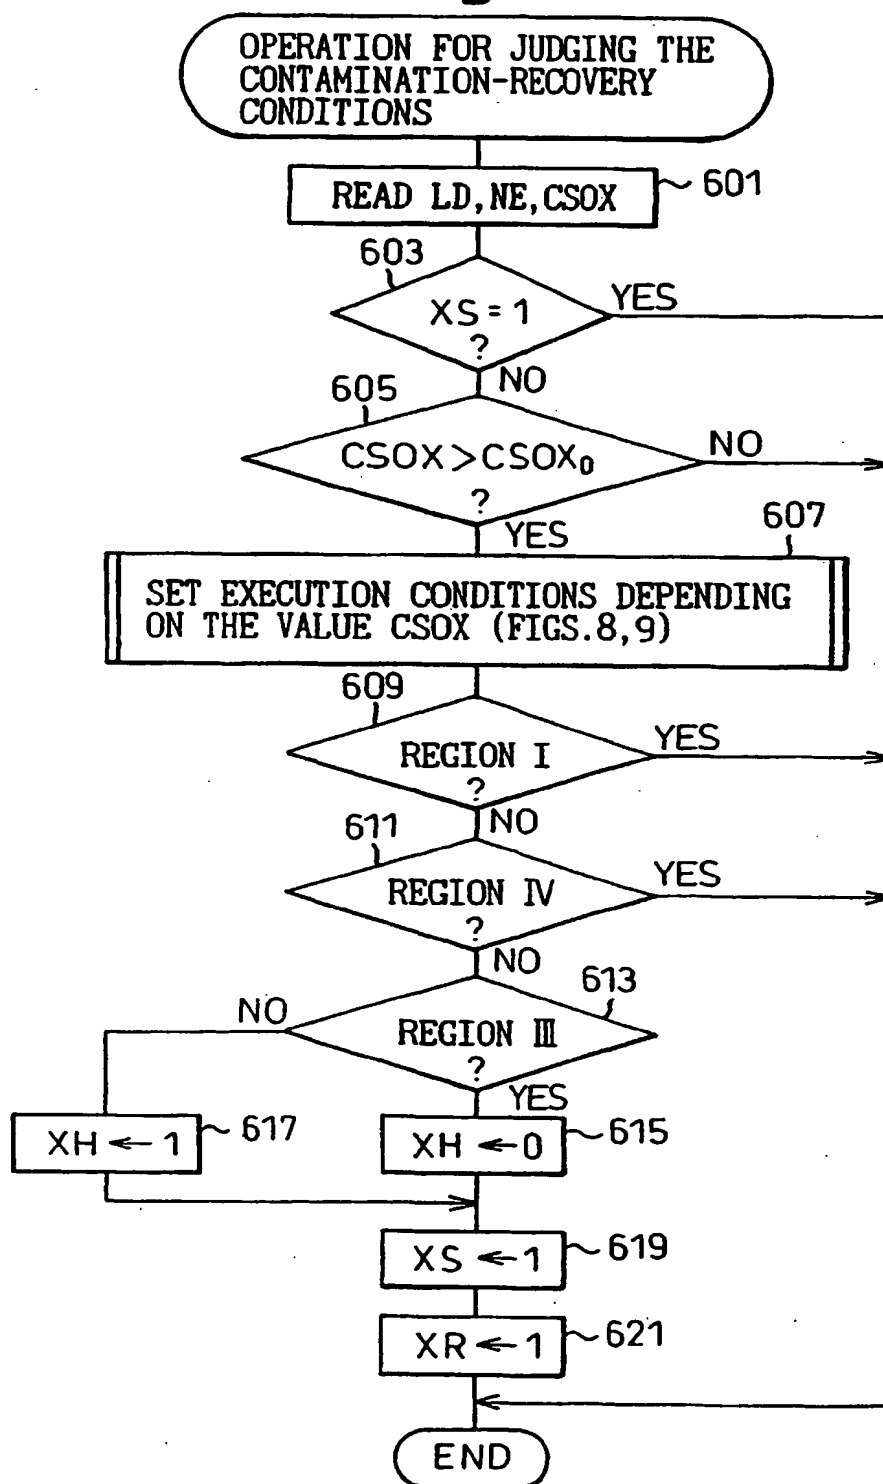 OPERATION FOR JUDGING THE
CONTAMINATION-RECOVERY
CONDITIONS
READ LD,NE,CSOX
601
603
XS=1
?
YES
NO
605
CSOX>CSOX₀
?
NO
YES
607
SET EXECUTION CONDITIONS DEPENDING
ON THE VALUE CSOX (FIGS.8,9)
609
REGION I
?
YES
NO
611
REGION IV
?
YES
NO
613
NO
REGION III
?
YES
XH ← 1
617
XH ← 0
615
XS ← 1
619
XR ← 1
621
END